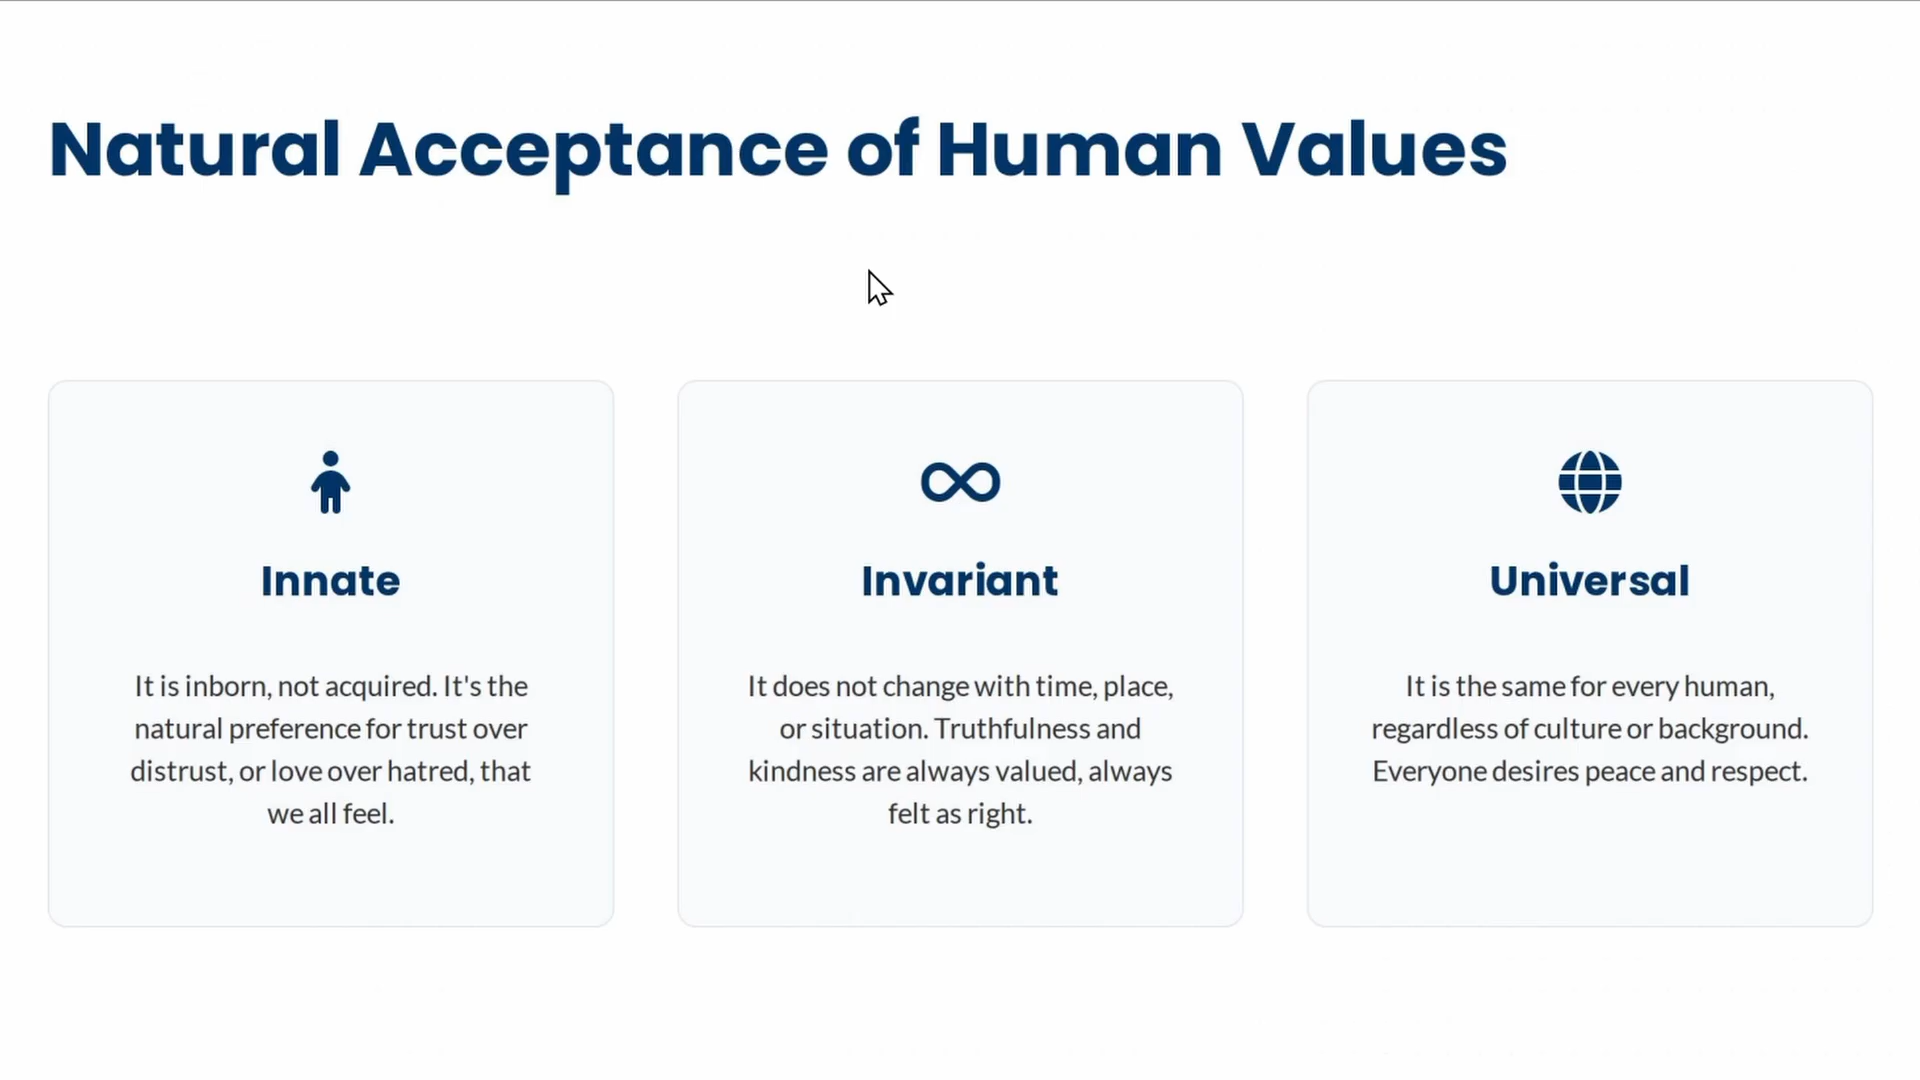 Natural Acceptance of Human Values
Innate
It is inborn, not acquired. It's the
natural preference for trust over
distrust, or love over hatred, that
we all feel.
Invariant
It does not change with time, place,
or situation. Truthfulness and
kindness are always valued, always
felt as right.
Universal
It is the same for every human,
regardless of culture or background.
Everyone desires peace and respect.